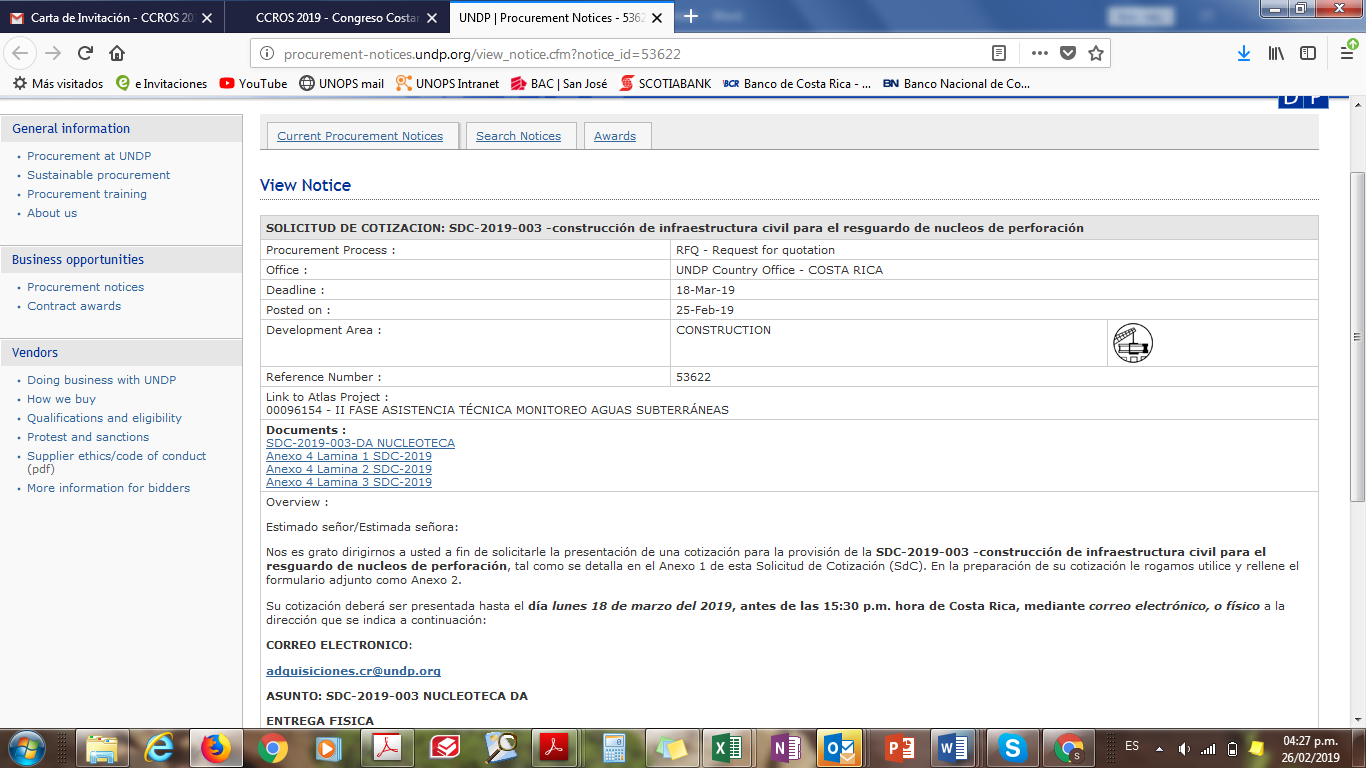 Carta de Invitación - CCROS 20
CCROS 2019 - Congreso Costar
UNDP | Procurement Notices - 5362
procurement-notices.undp.org/view_notice.cfm?notice_id=53622
Más visitados
e Invitaciones
YouTube
UNOPS mail
UNOPS Intranet
BAC | San José
SCOTIABANK
BCR Banco de Costa Rica - ...
BN Banco Nacional de Co...
D P
General information
Procurement at UNDP
Sustainable procurement
Procurement training
About us
Business opportunities
Procurement notices
Contract awards
Vendors
Doing business with UNDP
How we buy
Qualifications and eligibility
Protest and sanctions
Supplier ethics/code of conduct
(pdf)
More information for bidders
Current Procurement Notices
Search Notices
Awards
View Notice
SOLICITUD DE COTIZACION: SDC-2019-003 -construcción de infraestructura civil para el resguardo de nucleos de perforación
Procurement Process : RFQ - Request for quotation
Office : UNDP Country Office - COSTA RICA
Deadline : 18-Mar-19
Posted on : 25-Feb-19
Development Area : CONSTRUCTION
Reference Number : 53622
Link to Atlas Project :
00096154 - II FASE ASISTENCIA TÉCNICA MONITOREO AGUAS SUBTERRÁNEAS
Documents :
SDC-2019-003-DA NUCLEOTECA
Anexo 4 Lamina 1 SDC-2019
Anexo 4 Lamina 2 SDC-2019
Anexo 4 Lamina 3 SDC-2019
Overview :
Estimado señor/Estimada señora:
Nos es grato dirigirnos a usted a fin de solicitarle la presentación de una cotización para la provisión de la SDC-2019-003 -construcción de infraestructura civil para el
resguardo de nucleos de perforación, tal como se detalla en el Anexo 1 de esta Solicitud de Cotización (SdC). En la preparación de su cotización le rogamos utilice y rellene el
formulario adjunto como Anexo 2.
Su cotización deberá ser presentada hasta el día lunes 18 de marzo del 2019, antes de las 15:30 p.m. hora de Costa Rica, mediante correo electrónico, o físico a la
dirección que se indica a continuación:
CORREO ELECTRONICO:
adquisiciones.cr@undp.org
ASUNTO: SDC-2019-003 NUCLEOTECA DA
ENTREGA FISICA
ES
04:27 p.m.
26/02/2019